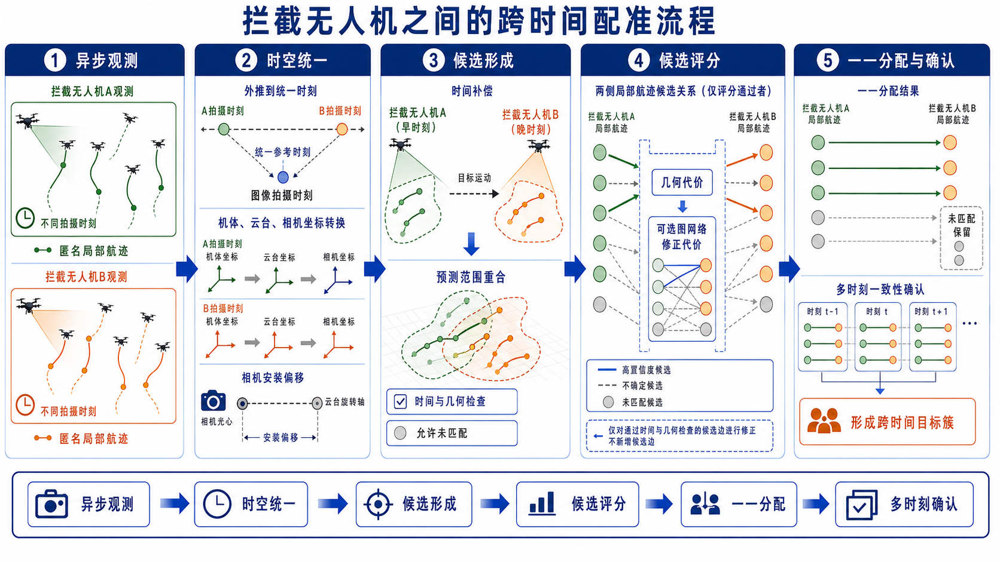 拦截无人机之间的跨时间配准流程
1 异步观测
拦截无人机A观测
不同拍摄时刻
匿名局部航迹
拦截无人机B观测
不同拍摄时刻
匿名局部航迹
2 时空统一
外推到统一时刻
A拍摄时刻
B拍摄时刻
统一参考时刻
图像拍摄时刻
机体、云台、相机坐标转换
A拍摄时刻
机体坐标
云台坐标
相机坐标
B拍摄时刻
机体坐标
云台坐标
相机坐标
相机安装偏移
云台旋转轴
相机光心
安装偏移
3 候选形成
时间补偿
拦截无人机A
（早时刻）
拦截无人机B
（晚时刻）
目标运动
预测范围重合
时间与几何检查
允许未匹配
4 候选评分
两侧局部航迹候选关系（仅评分通过者）
拦截无人机A
局部航迹
拦截无人机B
局部航迹
几何代价
可选图网络
修正代价
高置信度候选
不确定候选
未匹配候选
仅对通过时间与几何检查的候选边进行修正
不新增候选边
5 一一分配与确认
一一分配结果
拦截无人机A
局部航迹
拦截无人机B
局部航迹
未匹配
保留
多时刻一致性确认
时刻 t-1
时刻 t
时刻 t+1
...
形成跨时间目标簇
异步观测
时空统一
候选形成
候选评分
一一分配
多时刻确认